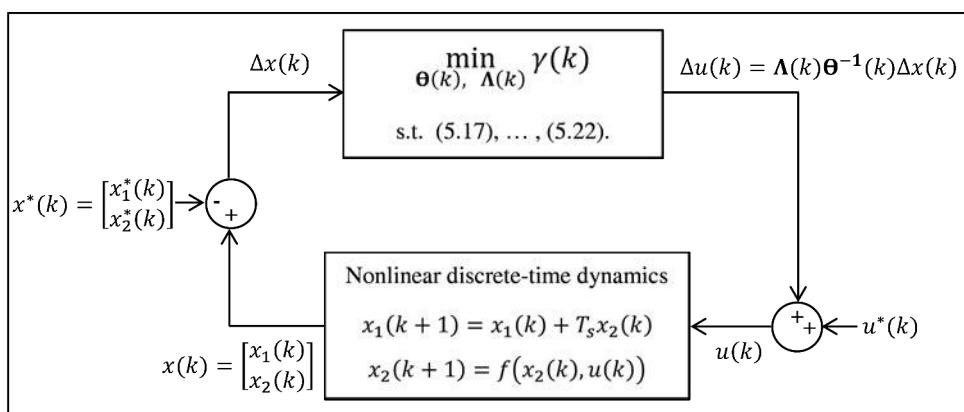 Δx(k)
min γ(k)
Θ(k), Λ(k)
s.t. (5.17), … , (5.22).
Δu(k) = Λ(k)Θ⁻¹(k)Δx(k)
x*(k) = [x₁*(k)
x₂*(k)]
-
+
Nonlinear discrete-time dynamics
x₁(k + 1) = x₁(k) + Tₛx₂(k)
x₂(k + 1) = f(x₂(k), u(k))
x(k) = [x₁(k)
x₂(k)]
+
+
u*(k)
u(k)